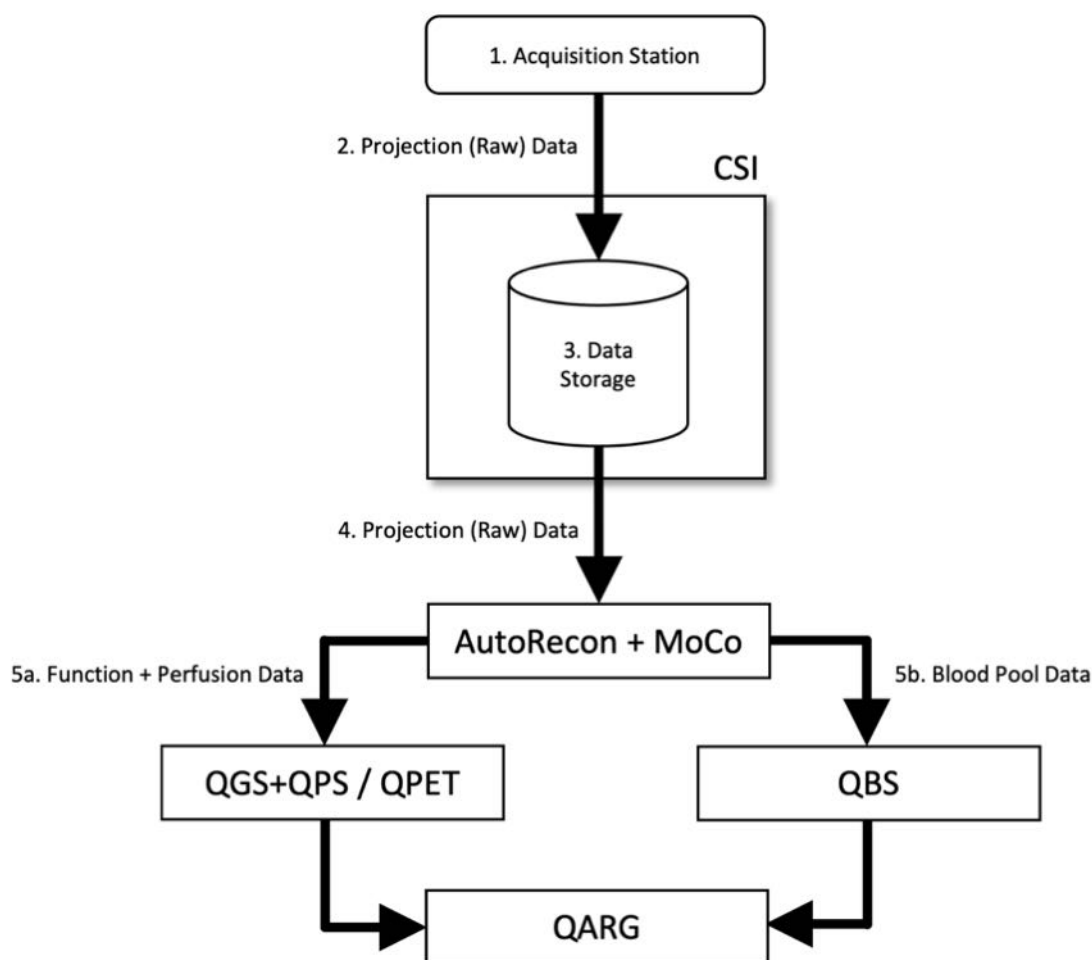 1. Acquisition Station
2. Projection (Raw) Data
CSI
3. Data
Storage
4. Projection (Raw) Data
AutoRecon + MoCo
5a. Function + Perfusion Data
5b. Blood Pool Data
QGS+QPS / QPET
QBS
QARG